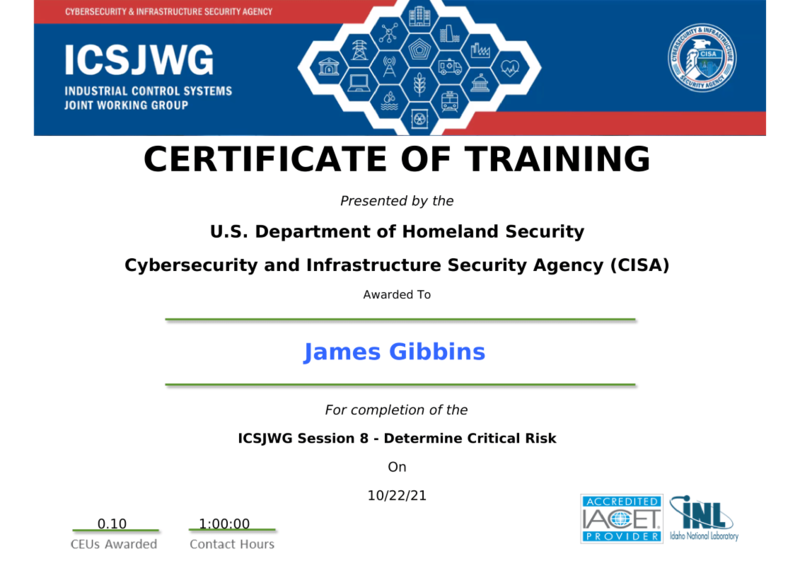 CYBERSECURITY & INFRASTRUCTURE SECURITY AGENCY
ICSJWG
INDUSTRIAL CONTROL SYSTEMS
JOINT WORKING GROUP
CYBERSECURITY & INFRASTRUCTURE
CISA
SECURITY AGENCY
CERTIFICATE OF TRAINING
Presented by the
U.S. Department of Homeland Security
Cybersecurity and Infrastructure Security Agency (CISA)
Awarded To
James Gibbins
For completion of the
ICSJWG Session 8 - Determine Critical Risk
On
10/22/21
0.10 1:00:00
CEUs Awarded Contact Hours
ACCREDITED
IACET
PROVIDER
INL
Idaho National Laboratory